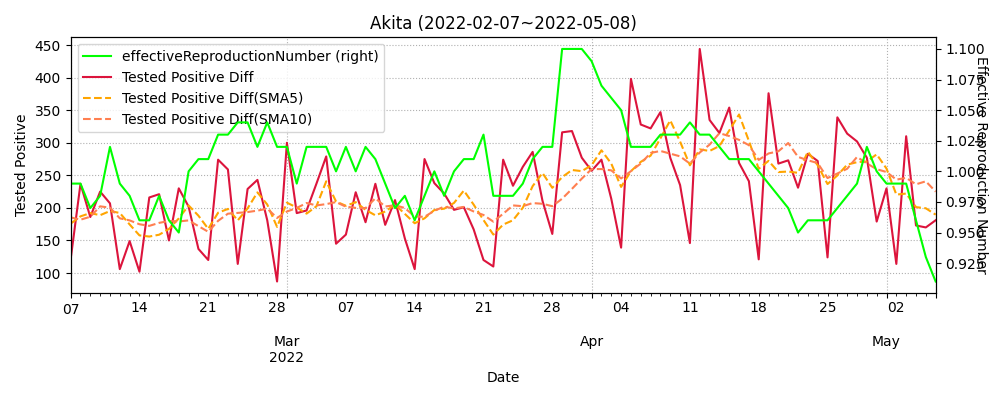 Akita (2022-02-07~2022-05-08)
effectiveReproductionNumber (right)
Tested Positive Diff
Tested Positive Diff(SMA5)
Tested Positive Diff(SMA10)
Tested Positive
450
400
350
300
250
200
150
100
1.100
1.075
1.050
1.025
1.000
0.975
0.950
0.925
Effective Reproduction Number
07 14 21 28 07 14 21 28 04 11 18 25 02
Mar Apr May
2022
Date